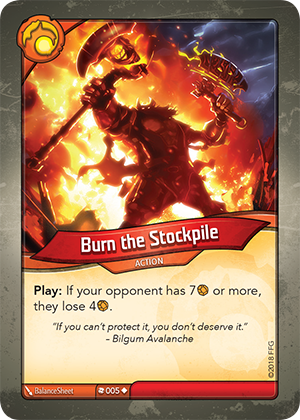 Burn the Stockpile
ACTION
Play: If your opponent has 7 or more,
they lose 4.
"If you can't protect it, you don't deserve it."
- Bilgum Avalanche
©2018 FFG
BalanceSheet
005